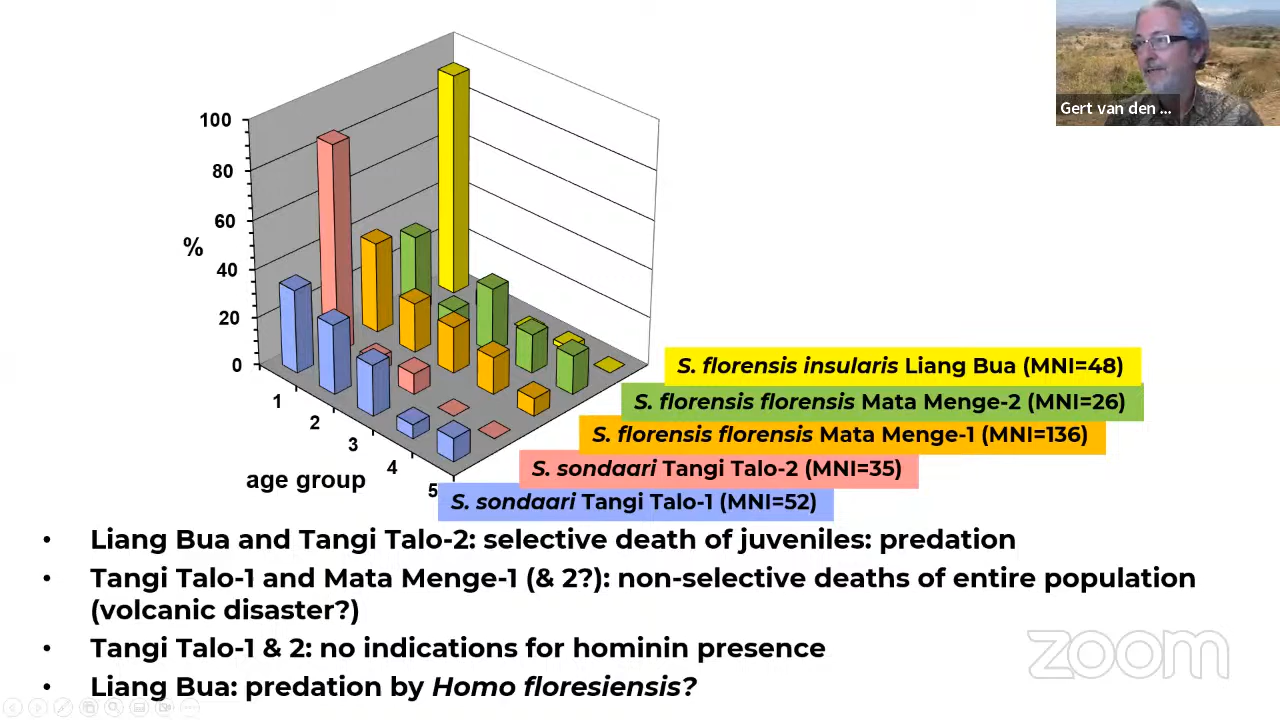 Gert van den ...
100
80
60
40
20
0
%
1
2
3
4
5
age group
S. florensis insularis Liang Bua (MNI=48)
S. florensis florensis Mata Menge-2 (MNI=26)
S. florensis florensis Mata Menge-1 (MNI=136)
S. sondaari Tangi Talo-2 (MNI=35)
S. sondaari Tangi Talo-1 (MNI=52)
• Liang Bua and Tangi Talo-2: selective death of juveniles: predation
• Tangi Talo-1 and Mata Menge-1 (& 2?): non-selective deaths of entire population
(volcanic disaster?)
• Tangi Talo-1 & 2: no indications for hominin presence
• Liang Bua: predation by Homo floresiensis?
zoom